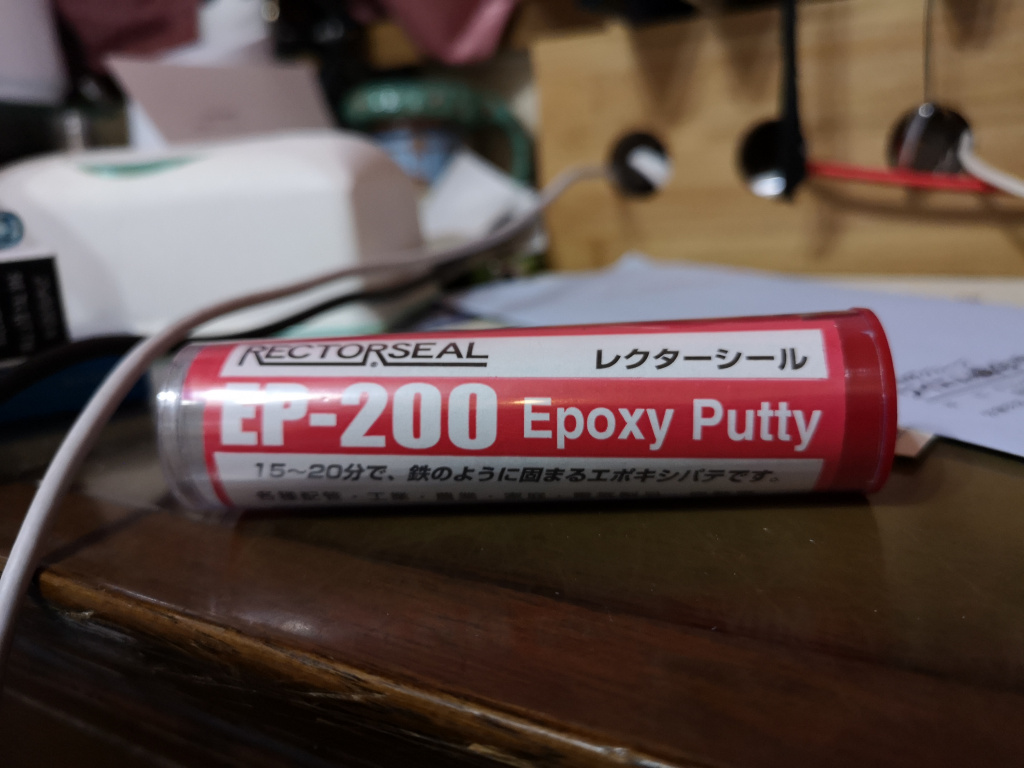 RECTORSEAL レクターシール
EP-200 Epoxy Putty
15~20分で、鉄のように固まるエポキシパテです。